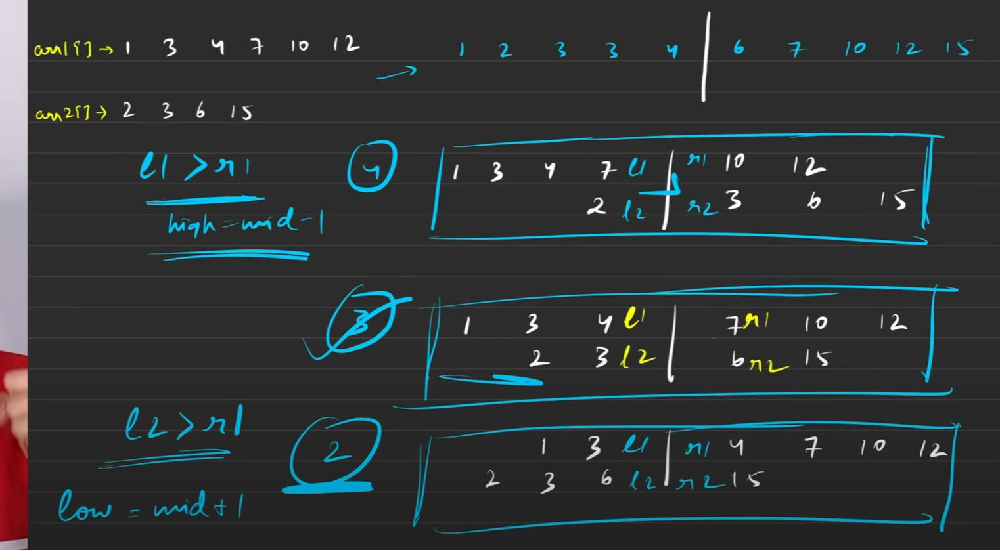 arr1[] → 1 3 4 7 10 12
→ 1 2 3 3 4 | 6 7 10 12 15
arr2[] → 2 3 6 15
l1 > r1
high = mid - 1
4
1 3 4 7 l1 | r1 10 12
2 l2 | r2 3 6 15
3
1 3 4 l1 | 7 r1 10 12
2 3 l2 | 6 r2 15
l2 > r1
low = mid + 1
2
1 3 l1 | r1 4 7 10 12
2 3 6 l2 | r2 15